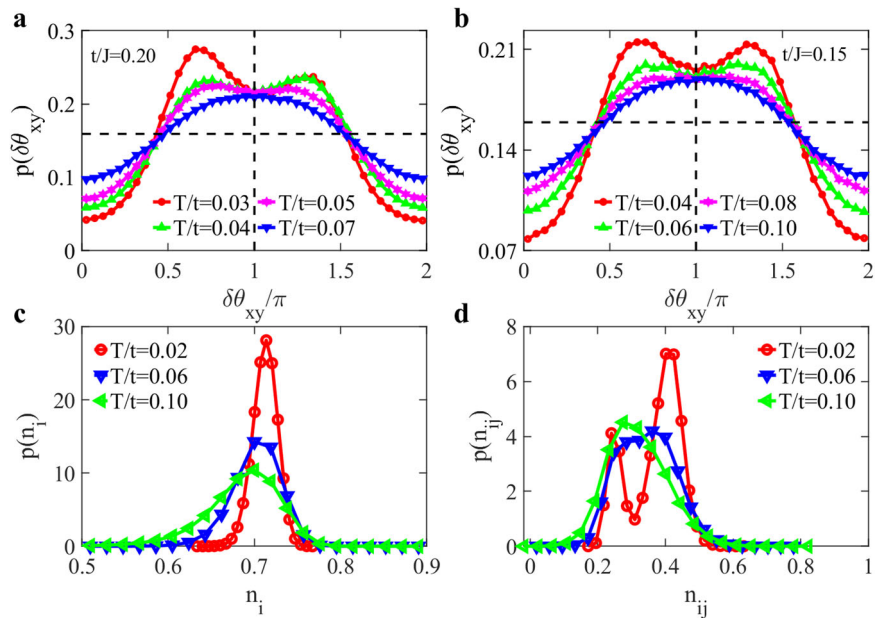 a
t/J=0.20
p(δθxy)
0.3
0.2
0.1
0
T/t=0.03
T/t=0.04
T/t=0.05
T/t=0.07
0 0.5 1 1.5 2
δθxy/π
b
t/J=0.15
p(δθxy)
0.21
0.14
0.07
T/t=0.04
T/t=0.06
T/t=0.08
T/t=0.10
0 0.5 1 1.5 2
δθxy/π
c
p(ni)
30
20
10
0
T/t=0.02
T/t=0.06
T/t=0.10
0.5 0.6 0.7 0.8 0.9
ni
d
p(nij)
8
6
4
2
0
T/t=0.02
T/t=0.06
T/t=0.10
0 0.2 0.4 0.6 0.8 1
nij